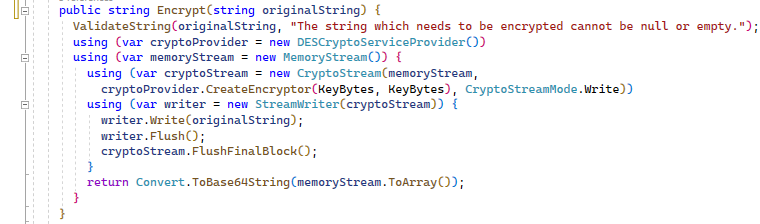 public string Encrypt(string originalString) {
ValidateString(originalString, "The string which needs to be encrypted cannot be null or empty.");
using (var cryptoProvider = new DESCryptoServiceProvider())
using (var memoryStream = new MemoryStream()) {
using (var cryptoStream = new CryptoStream(memoryStream,
cryptoProvider.CreateEncryptor(KeyBytes, KeyBytes), CryptoStreamMode.Write))
using (var writer = new StreamWriter(cryptoStream)) {
writer.Write(originalString);
writer.Flush();
cryptoStream.FlushFinalBlock();
}
return Convert.ToBase64String(memoryStream.ToArray());
}
}